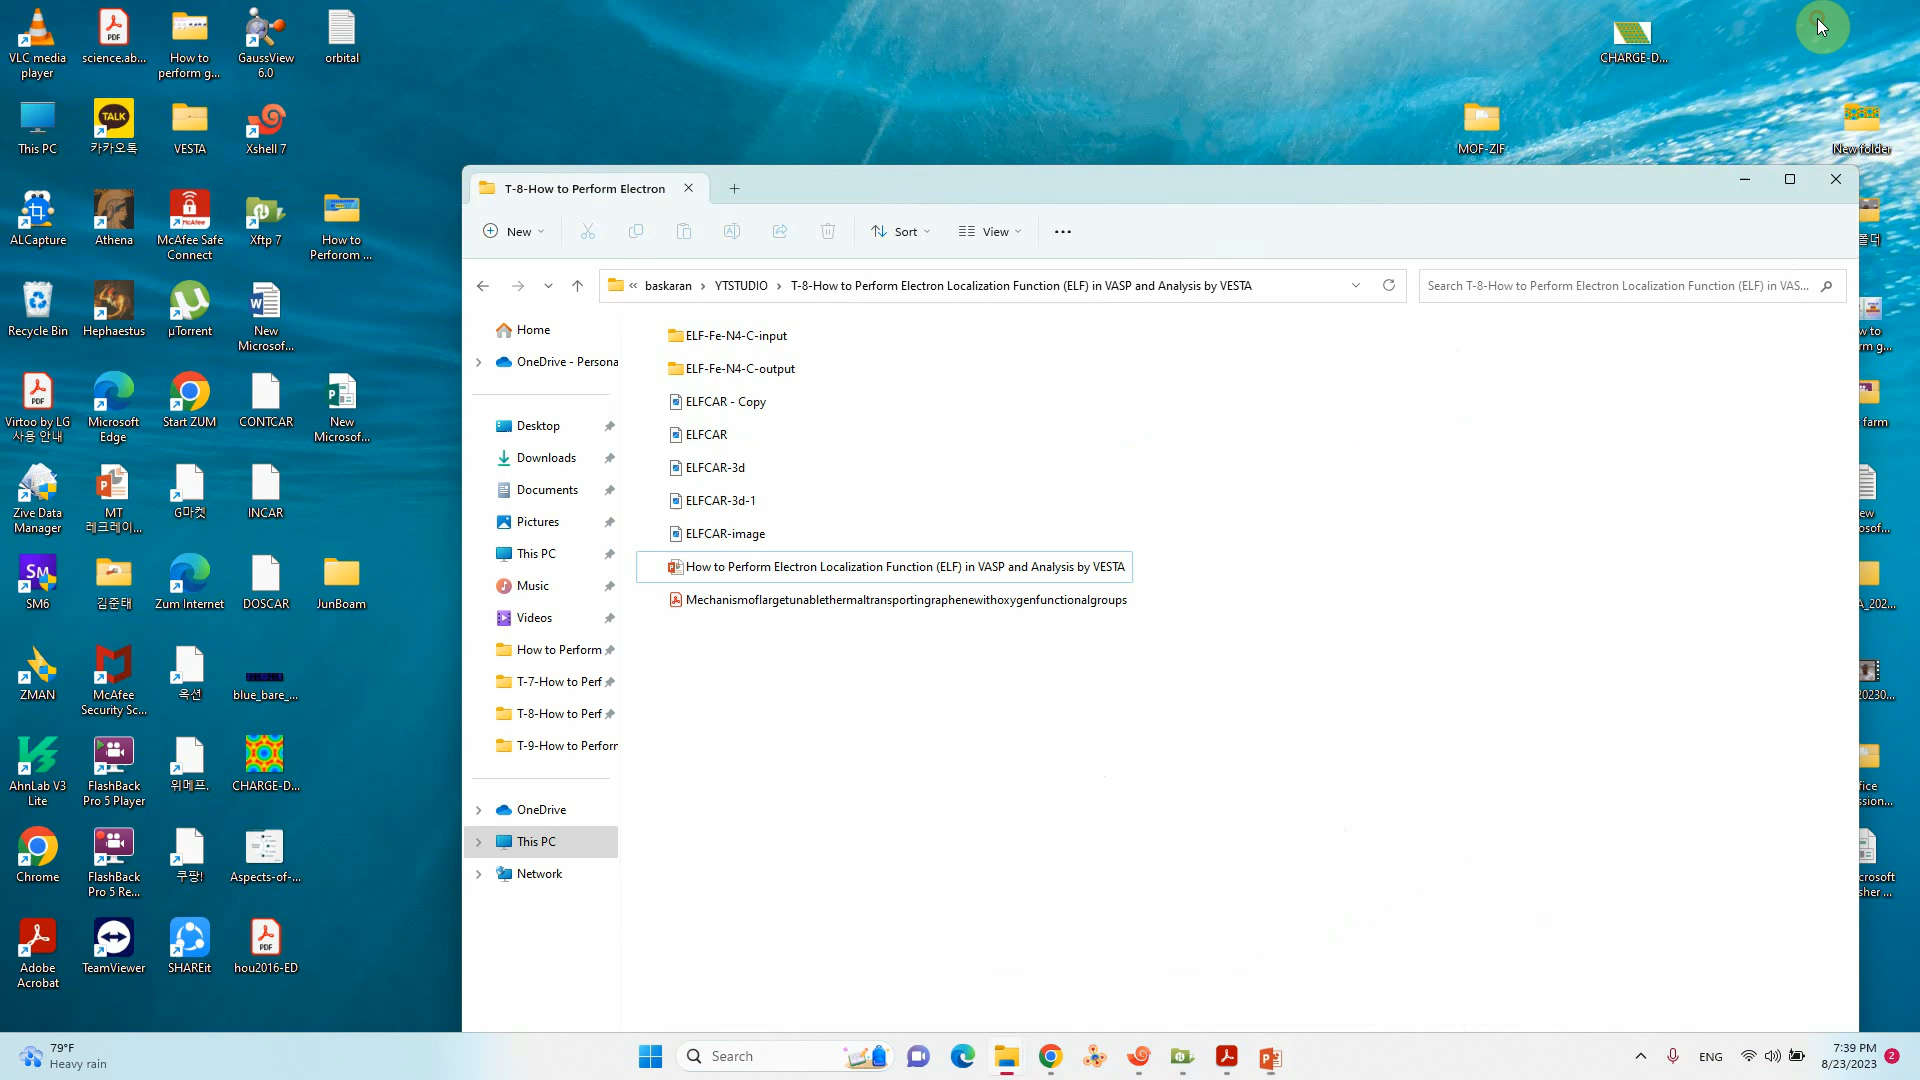 VLC media
player
science.ab...
How to
perform g...
GaussView
6.0
orbital
CHARGE-D...
This PC
TALK
카카오톡
VESTA
Xshell 7
MOF-ZIF
New folder
ALCapture
Athena
McAfee Safe
Connect
Xftp 7
How to
Perforom ...
Recycle Bin
Hephaestus
µTorrent
New
Microsof...
Virtoo by LG
사용 안내
Microsoft
Edge
Start ZUM
CONTCAR
New
Microsof...
Zive Data
Manager
MT
레크레이...
G마켓
INCAR
SM6
김준태
Zum Internet
DOSCAR
JunBoam
ZMAN
McAfee
Security Sc...
옥션
blue_bare_...
AhnLab V3
Lite
FlashBack
Pro 5 Player
위메프.
CHARGE-D...
Chrome
FlashBack
Pro 5 Re...
쿠팡!
Aspects-of-...
Adobe
Acrobat
TeamViewer
SHAREit
hou2016-ED
T-8-How to Perform Electron
New
Sort
View
baskaran
YTSTUDIO
T-8-How to Perform Electron Localization Function (ELF) in VASP and Analysis by VESTA
Search T-8-How to Perform Electron Localization Function (ELF) in VAS...
Home
OneDrive - Persona
Desktop
Downloads
Documents
Pictures
This PC
Music
Videos
How to Perform
T-7-How to Perf
T-8-How to Perf
T-9-How to Perforr
OneDrive
This PC
Network
ELF-Fe-N4-C-input
ELF-Fe-N4-C-output
ELFCAR - Copy
ELFCAR
ELFCAR-3d
ELFCAR-3d-1
ELFCAR-image
How to Perform Electron Localization Function (ELF) in VASP and Analysis by VESTA
Mechanismoflargetunablethermaltransportingraphenewithoxygenfunctionalgroups
farm
79°F
Heavy rain
Search
ENG
7:39 PM
8/23/2023
2